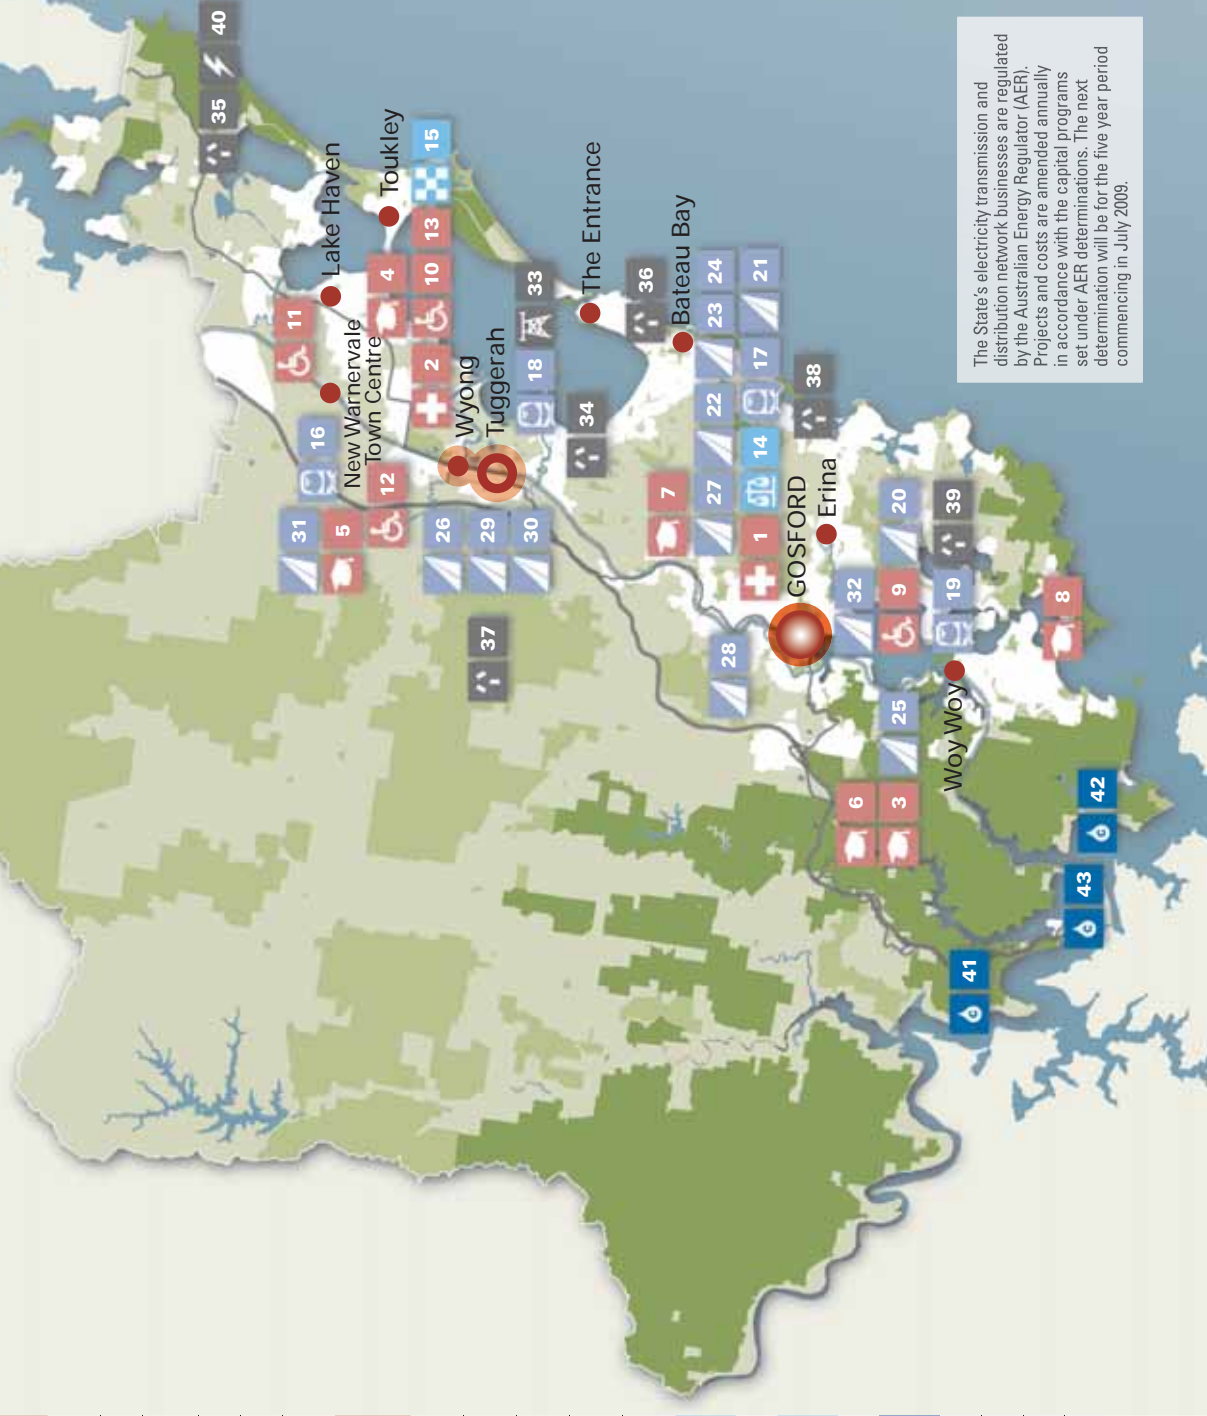 40
35
Lake Haven
Toukley
15
13
11
4
10
33
The Entrance
36
Bateau Bay
24
21
23
New Warnervale
Town Centre
2
Wyong
Tuggerah
18
17
38
16
34
22
14
12
7
27
1
GOSFORD
Erina
20
39
31
5
26
29
30
32
9
19
8
37
28
25
Woy Woy
6
3
42
43
41
The State's electricity transmission and
distribution network businesses are regulated
by the Australian Energy Regulator (AER).
Projects and costs are amended annually
in accordance with the capital programs
set under AER determinations. The next
determination will be for the five year period
commencing in July 2009.